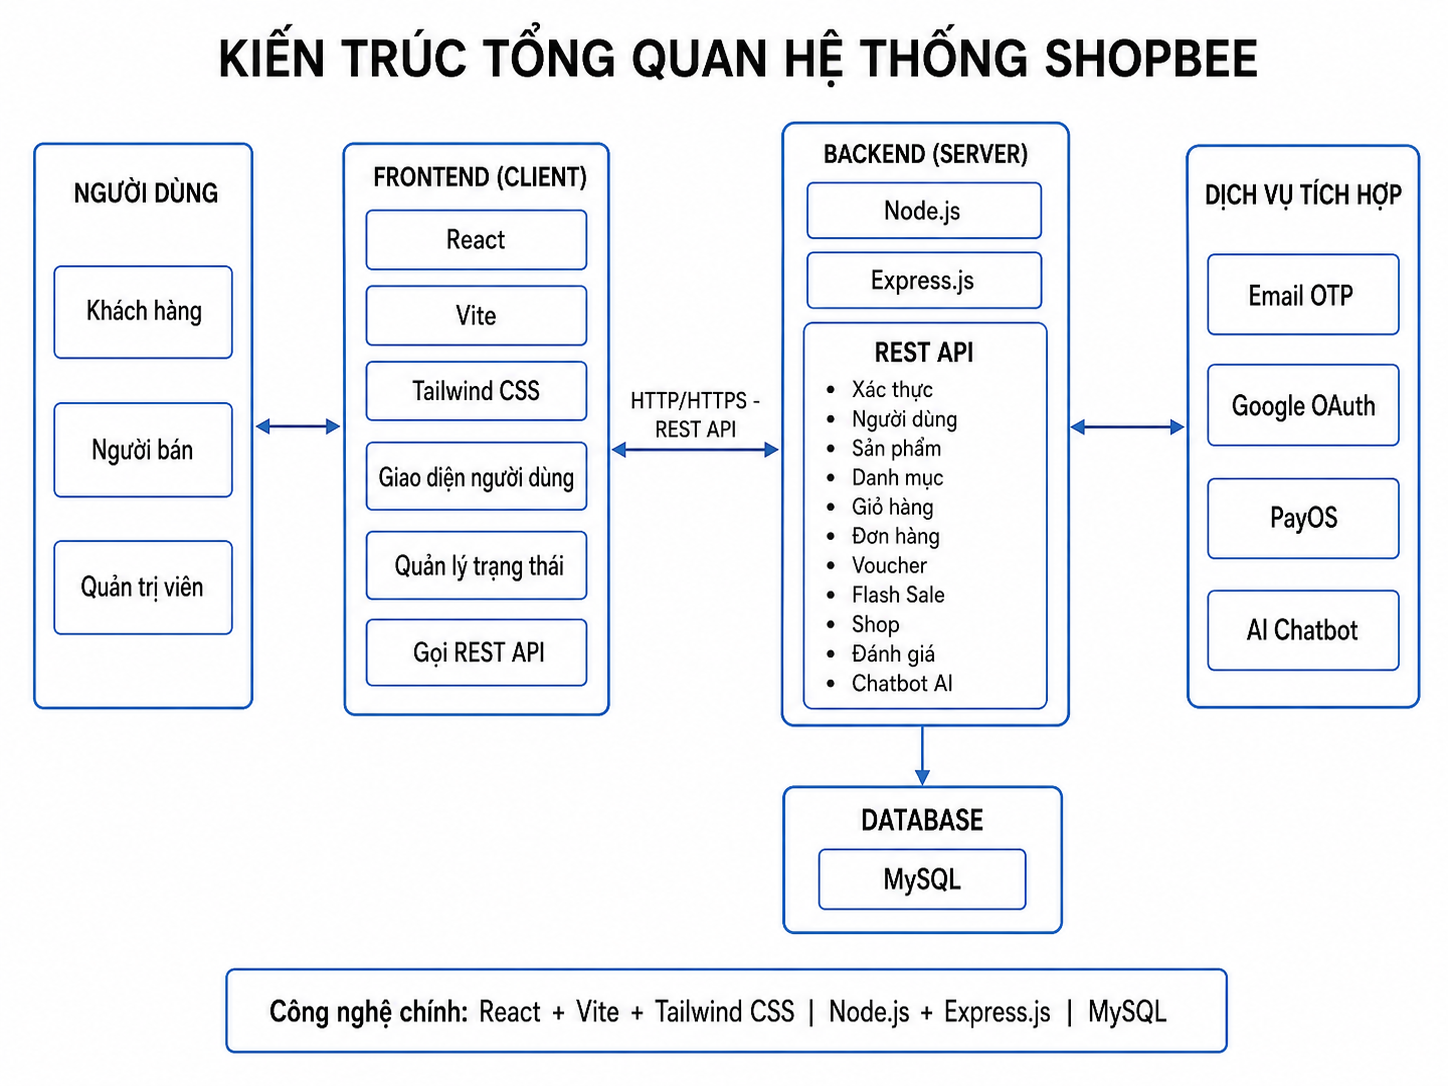 KIẾN TRÚC TỔNG QUAN HỆ THỐNG SHOPBEE
NGƯỜI DÙNG
Khách hàng
Người bán
Quản trị viên
FRONTEND (CLIENT)
React
Vite
Tailwind CSS
Giao diện người dùng
Quản lý trạng thái
Gọi REST API
HTTP/HTTPS -
REST API
BACKEND (SERVER)
Node.js
Express.js
REST API
• Xác thực
• Người dùng
• Sản phẩm
• Danh mục
• Giỏ hàng
• Đơn hàng
• Voucher
• Flash Sale
• Shop
• Đánh giá
• Chatbot AI
DỊCH VỤ TÍCH HỢP
Email OTP
Google OAuth
PayOS
AI Chatbot
DATABASE
MySQL
Công nghệ chính: React + Vite + Tailwind CSS | Node.js + Express.js | MySQL